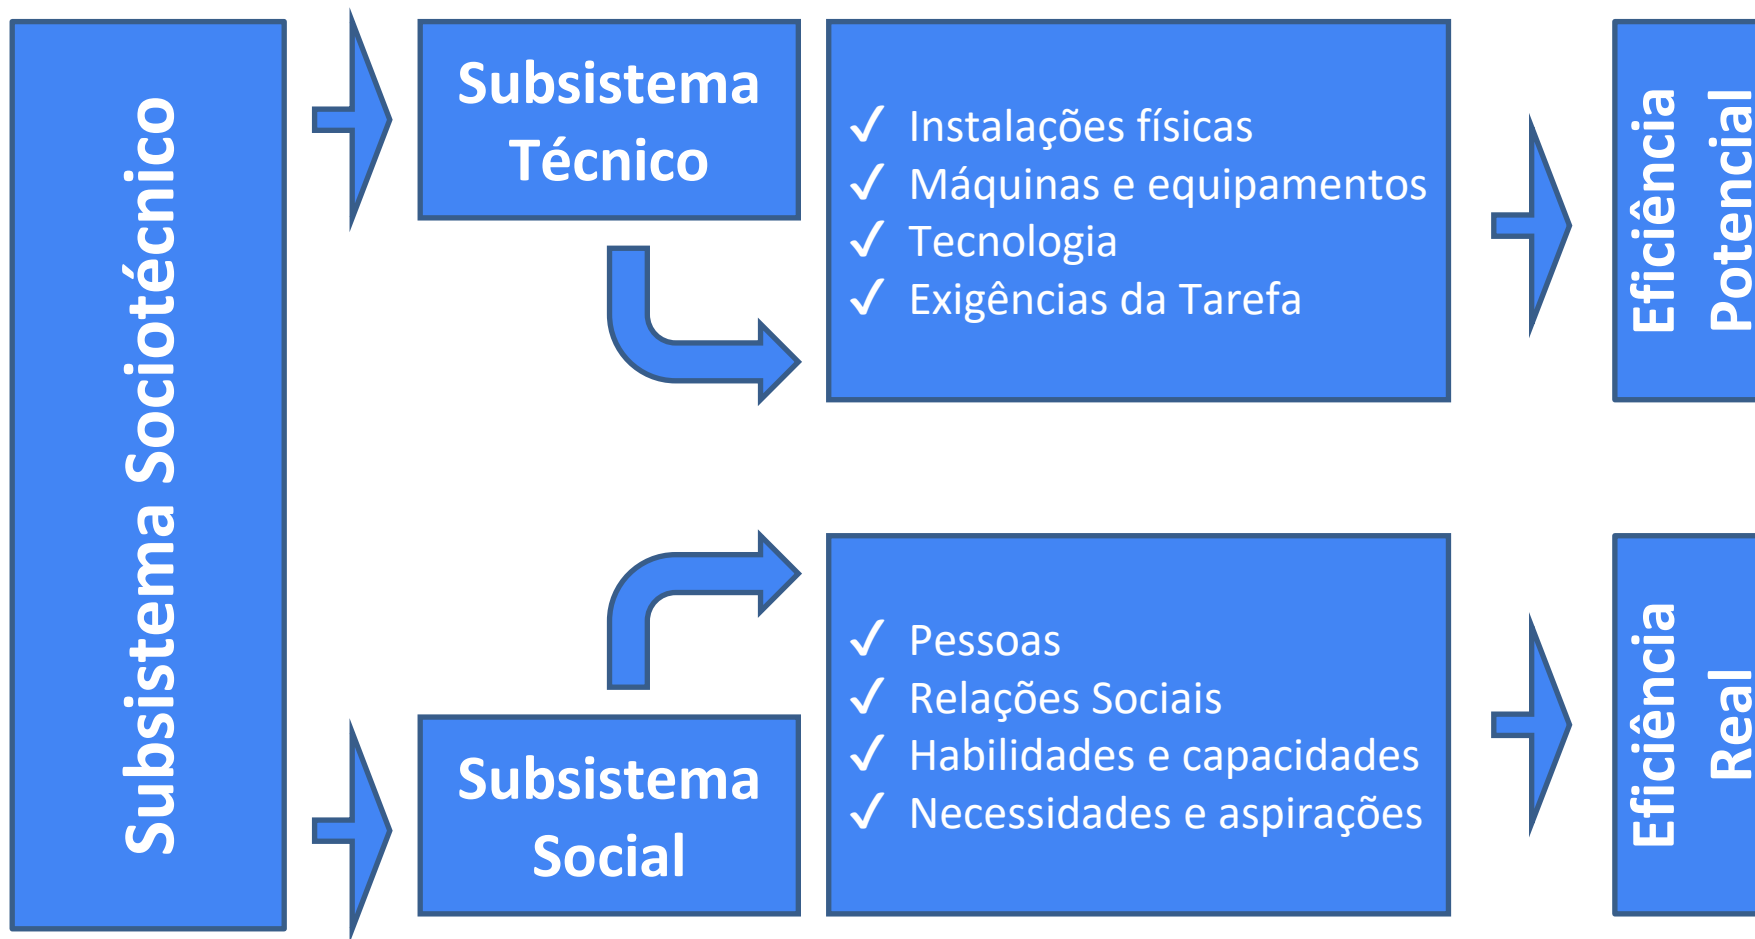 Subsistema Sociotécnico
Subsistema
Técnico
✓ Instalações físicas
✓ Máquinas e equipamentos
✓ Tecnologia
✓ Exigências da Tarefa
Eficiência
Potencial
Subsistema
Social
✓ Pessoas
✓ Relações Sociais
✓ Habilidades e capacidades
✓ Necessidades e aspirações
Eficiência
Real